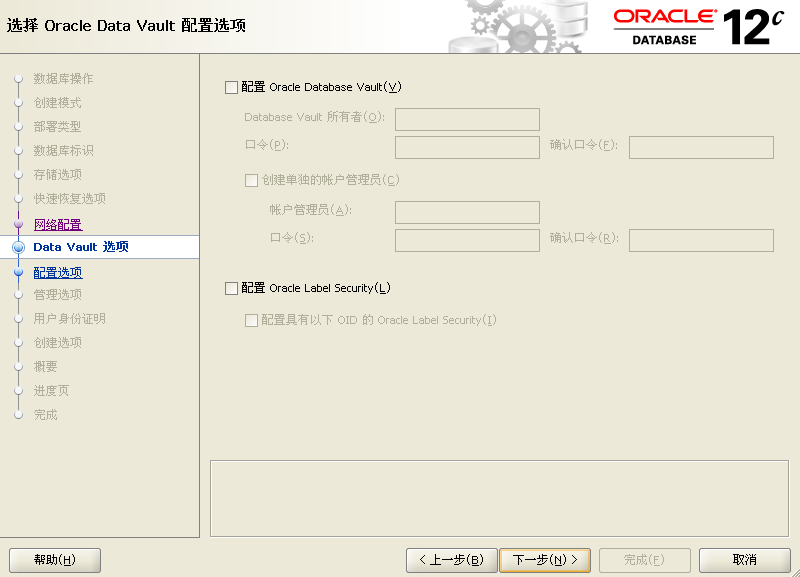 选择 Oracle Data Vault 配置选项
ORACLE®
DATABASE
12c
数据库操作
创建模式
部署类型
数据库标识
存储选项
快速恢复选项
网络配置
Data Vault 选项
配置选项
管理选项
用户身份证明
创建选项
概要
进度页
完成
配置 Oracle Database Vault(V)
Database Vault 所有者(O):
口令(P): 确认口令(F):
创建单独的帐户管理员(C)
帐户管理员(A):
口令(S): 确认口令(R):
配置 Oracle Label Security(L)
配置具有以下 OID 的 Oracle Label Security(I)
帮助(H) < 上一步(B) 下一步(N) > 完成(F) 取消